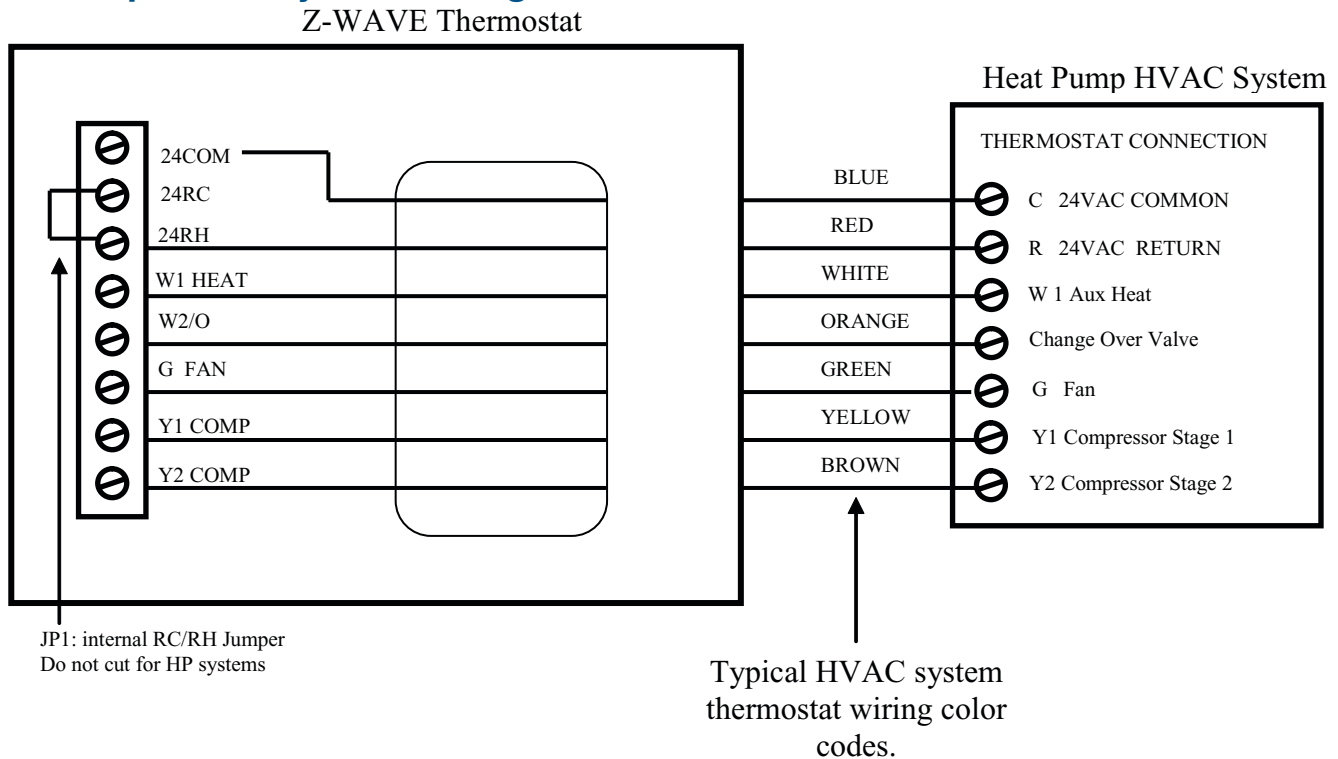 Z-WAVE Thermostat
Heat Pump HVAC System
24COM
24RC
24RH
W1 HEAT
W2/O
G FAN
Y1 COMP
Y2 COMP
BLUE
RED
WHITE
ORANGE
GREEN
YELLOW
BROWN
THERMOSTAT CONNECTION
C 24VAC COMMON
R 24VAC RETURN
W 1 Aux Heat
Change Over Valve
G Fan
Y1 Compressor Stage 1
Y2 Compressor Stage 2
JP1: internal RC/RH Jumper
Do not cut for HP systems
Typical HVAC system
thermostat wiring color
codes.